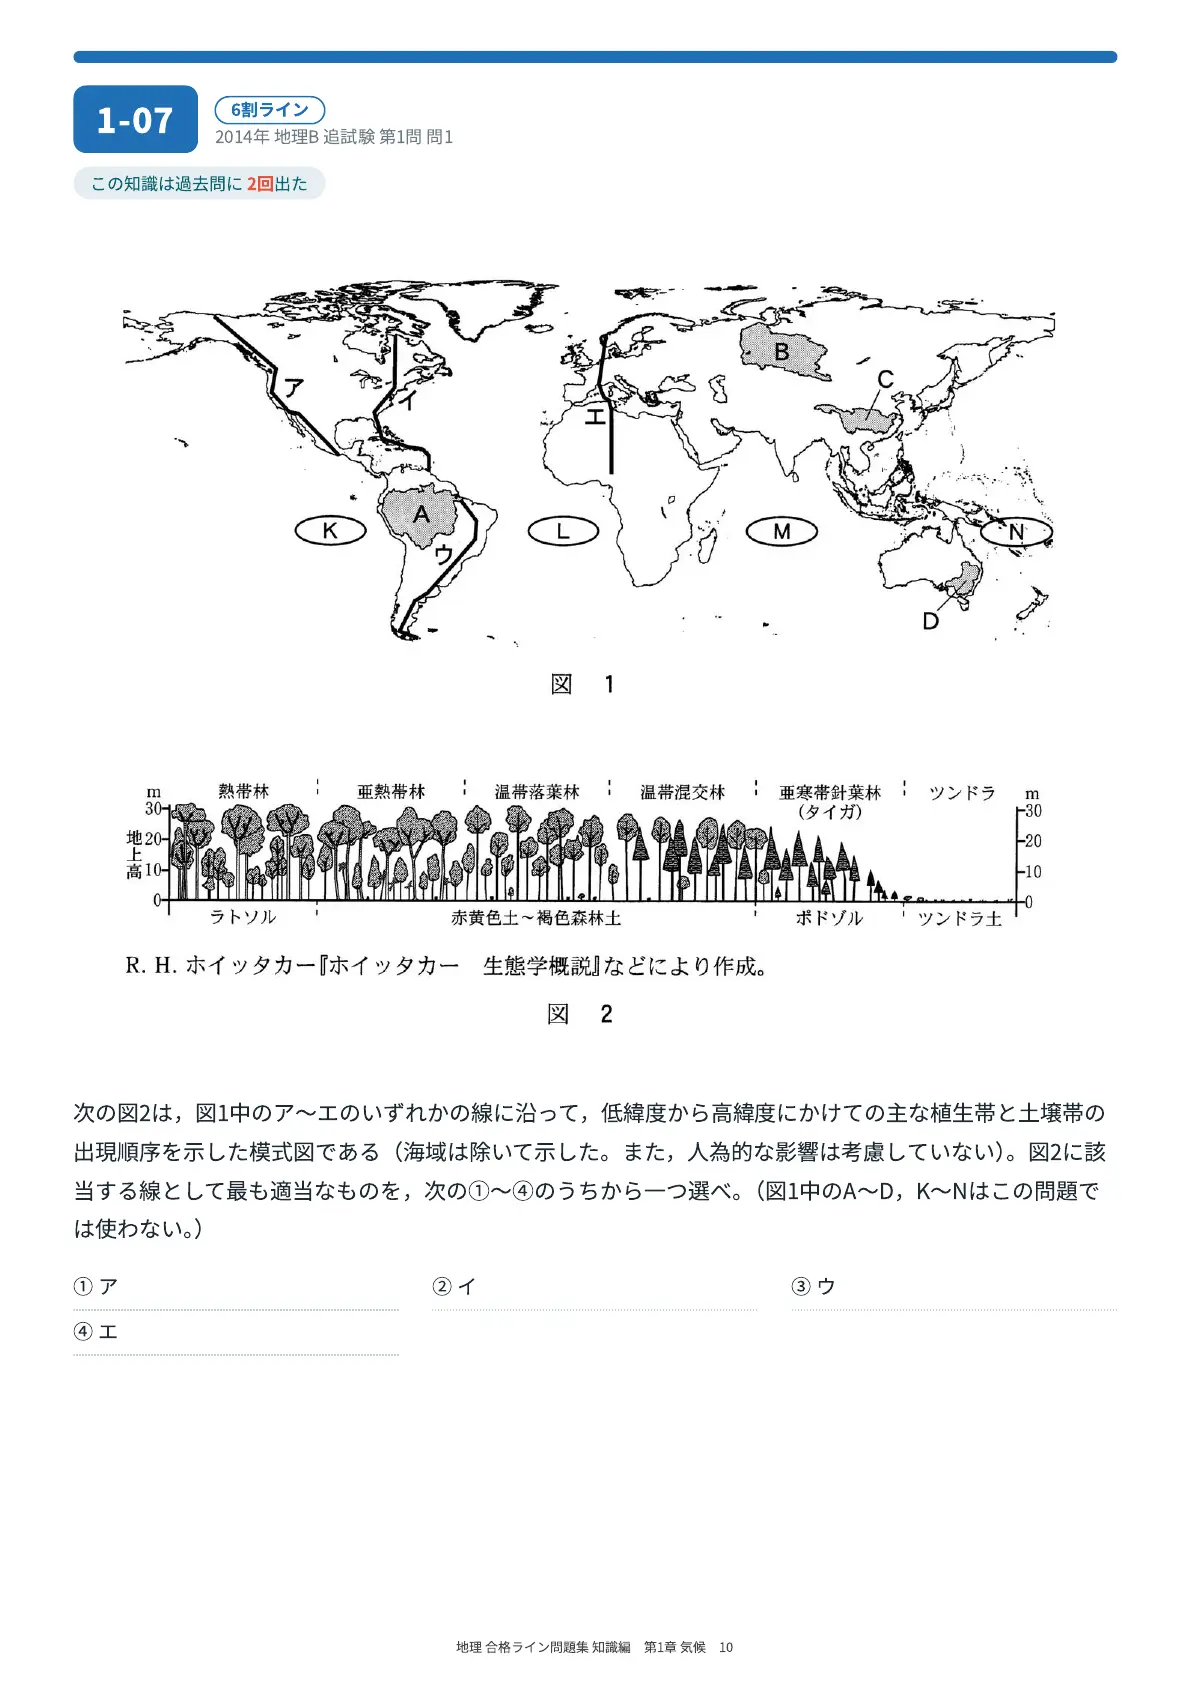 1-07
6割ライン
2014年 地理B 追試験 第1問 問1
この知識は過去問に 2回出た
ア
イ
ウ
エ
A
B
C
D
K
L
M
N
図 1
m 熱帯林 亜熱帯林 温帯落葉林 温帯混交林 亜寒帯針葉林 ツンドラ m
(タイガ)
地上高
30
20
10
0
30
20
10
0
ラトソル 赤黄色土～褐色森林土 ポドゾル ツンドラ土
R. H. ホイッタカー『ホイッタカー 生態学概説』などにより作成。
図 2
次の図2は，図1中のア～エのいずれかの線に沿って，低緯度から高緯度にかけての主な植生帯と土壌帯の
出現順序を示した模式図である（海域は除いて示した。また，人為的な影響は考慮していない）。図2に該
当する線として最も適当なものを，次の①～④のうちから一つ選べ。（図1中のA～D，K～Nはこの問題で
は使わない。）
① ア ② イ ③ ウ
④ エ
地理 合格ライン問題集 知識編 第1章 気候 10